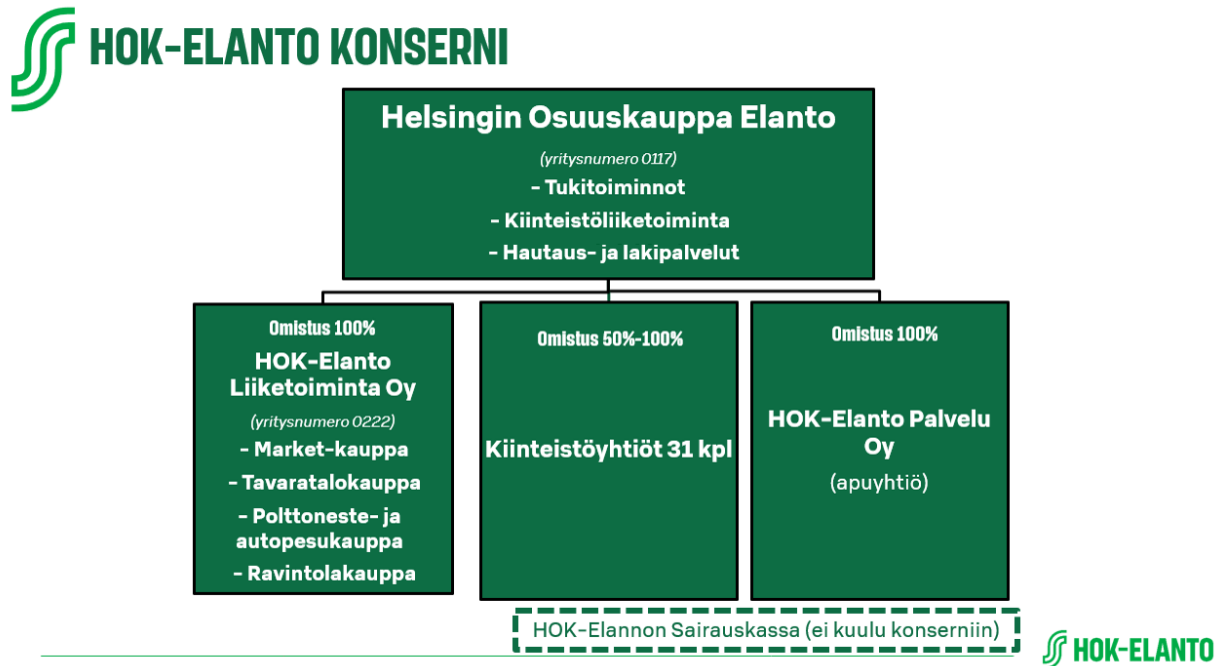 HOK-ELANTO KONSERNI
Helsingin Osuuskauppa Elanto
(yritysnumero 0117)
- Tukitoiminnot
- Kiinteistöliiketoiminta
- Hautaus- ja lakipalvelut
Omistus 100%
HOK-Elanto
Liiketoiminta Oy
(yritysnumero 0222)
- Market-kauppa
- Tavaratalokauppa
- Polttoneste- ja
autopesukauppa
- Ravintolakauppa
Omistus 50%-100%
Kiinteistöyhtiöt 31 kpl
Omistus 100%
HOK-Elanto Palvelu
Oy
(apuyhtiö)
HOK-Elannon Sairauskassa (ei kuulu konserniin)
HOK-ELANTO